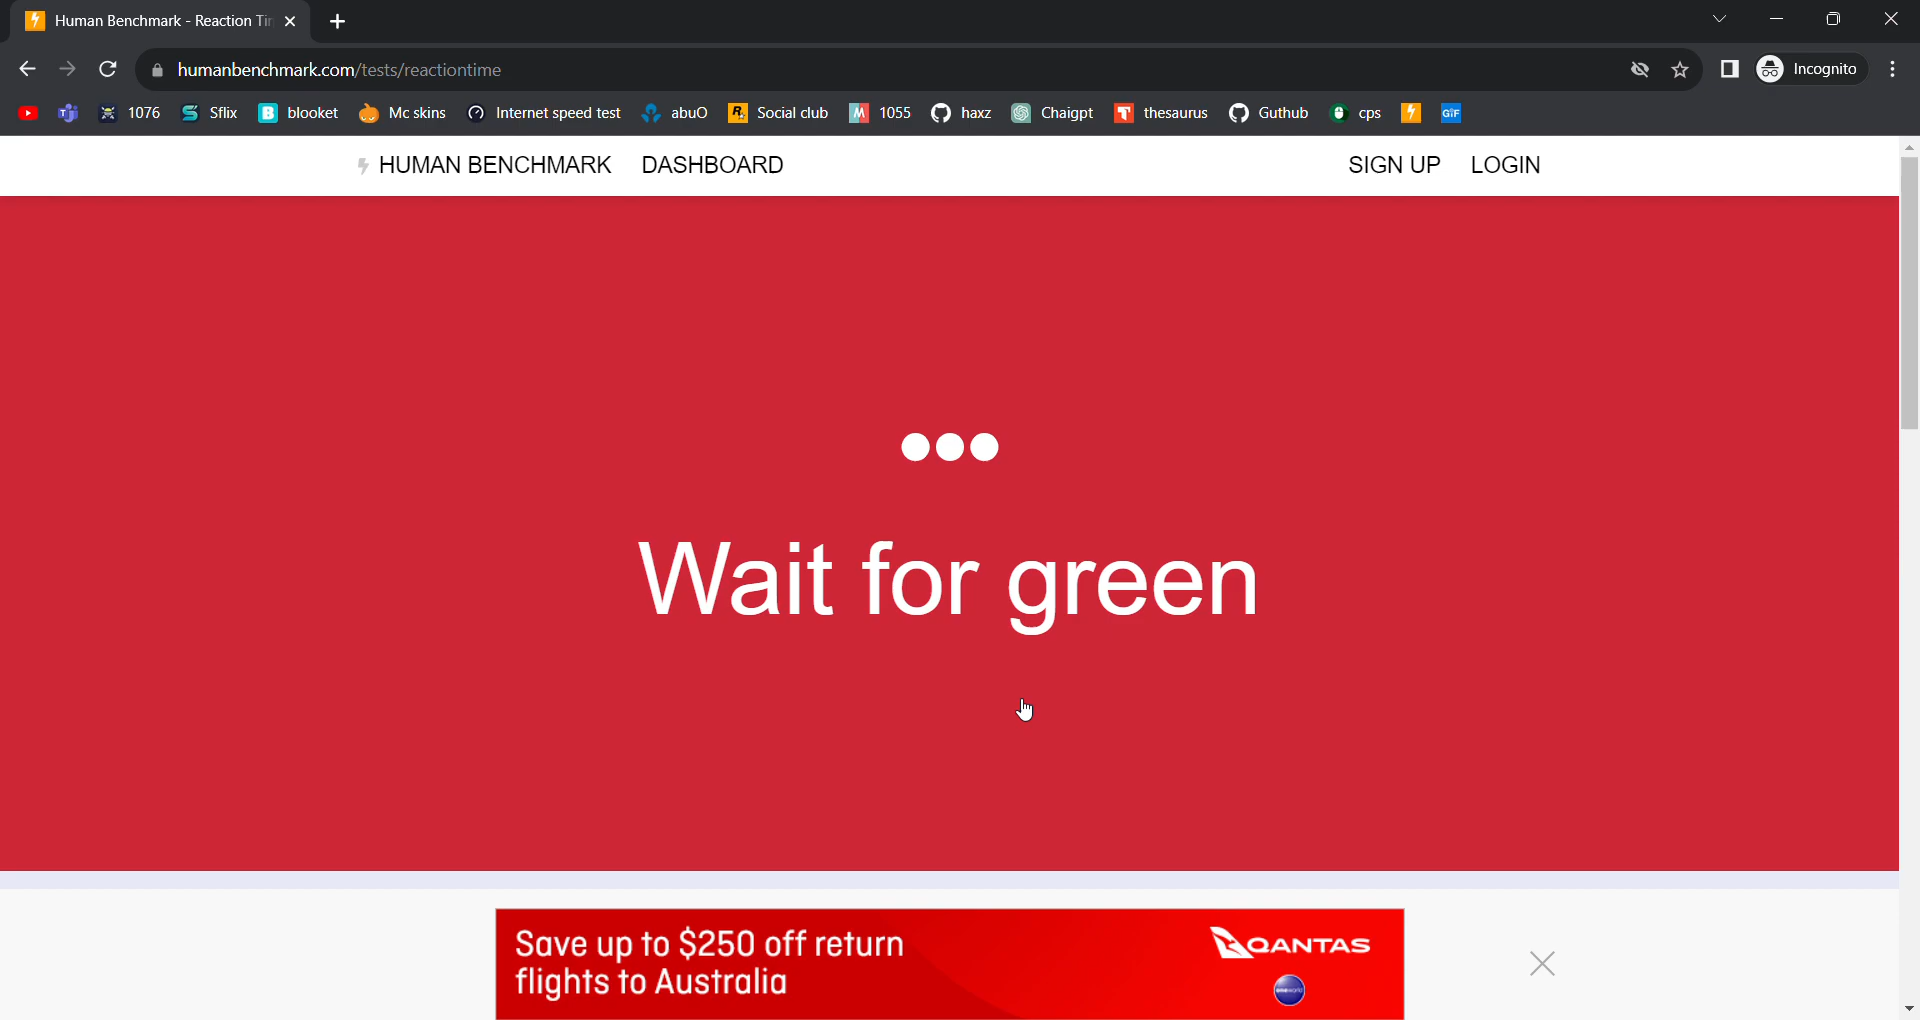 Human Benchmark - Reaction Tim
humanbenchmark.com/tests/reactiontime
Incognito
1076
Sflix
blooket
Mc skins
Internet speed test
abuO
Social club
1055
haxz
Chaigpt
thesaurus
Guthub
cps
GIF
HUMAN BENCHMARK
DASHBOARD
SIGN UP
LOGIN
Wait for green
Save up to $250 off return
flights to Australia
QANTAS
oneworld